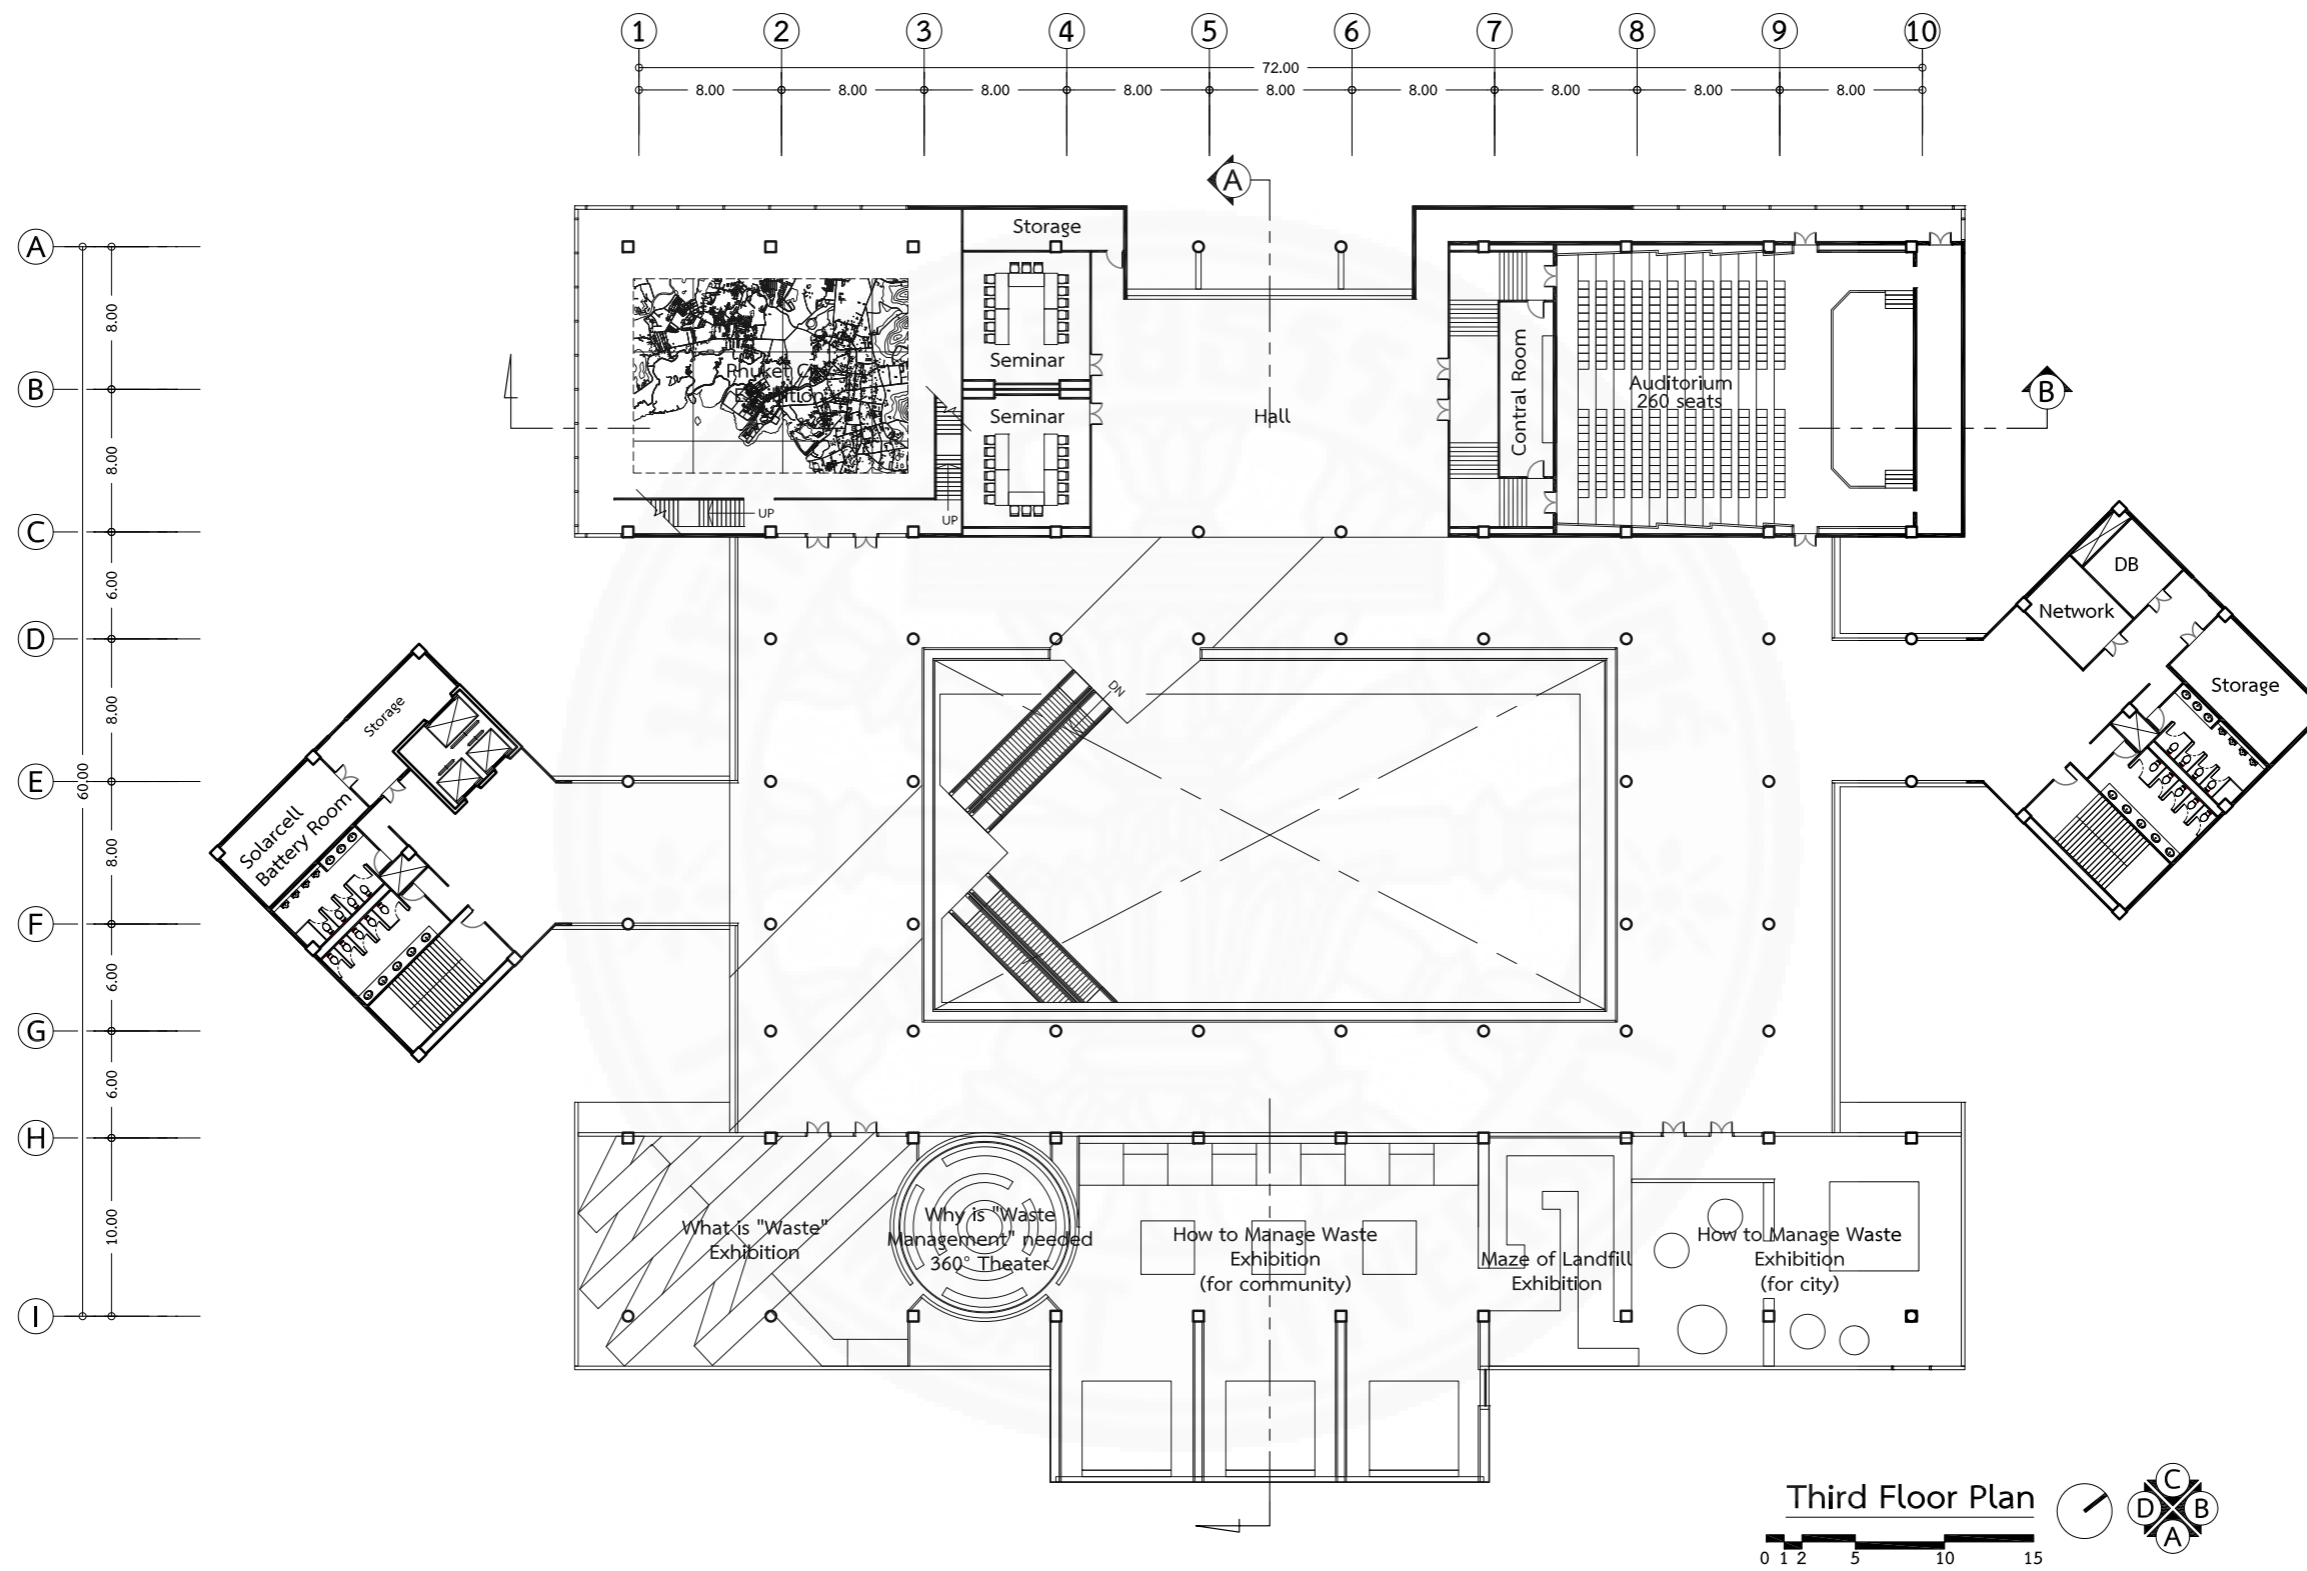 1 2 3 4 5 6 7 8 9 10
72.00
8.00 8.00 8.00 8.00 8.00 8.00 8.00 8.00 8.00
A
A
Storage
A
8.00
Seminar
Phuket City
Exhibition
Seminar
Hall
Central Room
Auditorium
260 seats
B
B
8.00
UP
UP
C
6.00
DB
Network
D
Storage
Storage
DN
8.00
E
60.00
Solarcell
Battery Room
8.00
F
6.00
G
6.00
H
10.00
What is "Waste"
Exhibition
Why is "Waste
Management" needed
360° Theater
How to Manage Waste
Exhibition
(for community)
Maze of Landfill
Exhibition
How to Manage Waste
Exhibition
(for city)
I
Third Floor Plan
C
D B
A
0 1 2 5 10 15